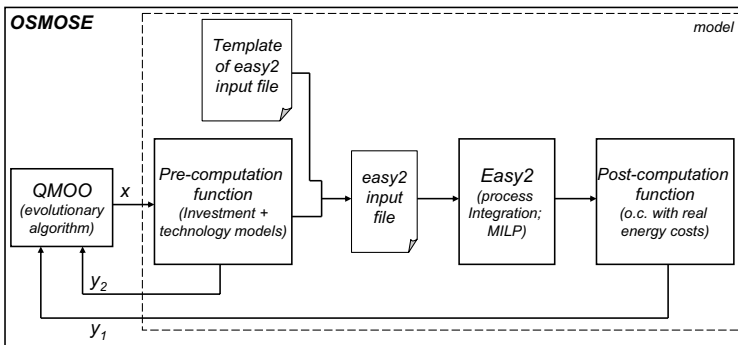 OSMOSE
model
Template
of easy2
input file
QMOO
(evolutionary
algorithm)
x
Pre-computation
function
(Investment +
technology models)
easy2
input
file
Easy2
(process
Integration;
MILP)
Post-computation
function
(o.c. with real
energy costs)
y₂
y₁